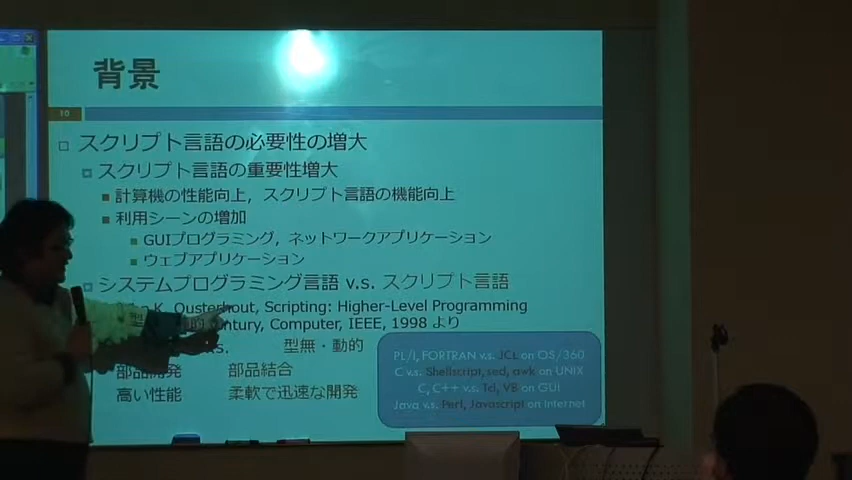 背景
10
スクリプト言語の必要性の増大
スクリプト言語の重要性増大
計算機の性能向上，スクリプト言語の機能向上
利用シーンの増加
GUIプログラミング，ネットワークアプリケーション
ウェブアプリケーション
システムプログラミング言語 v.s. スクリプト言語
K. Ousterhout, Scripting: Higher-Level Programming
Computer, IEEE, 1998 より
型無・動的
部品開発 部品結合
高い性能 柔軟で迅速な開発
PL/I, FORTRAN v.s. JCL on OS/360
C v.s. Shellscript, sed, awk on UNIX
C, C++ v.s. Tcl, VB on GUI
Java v.s. Perl, Javascript on Internet